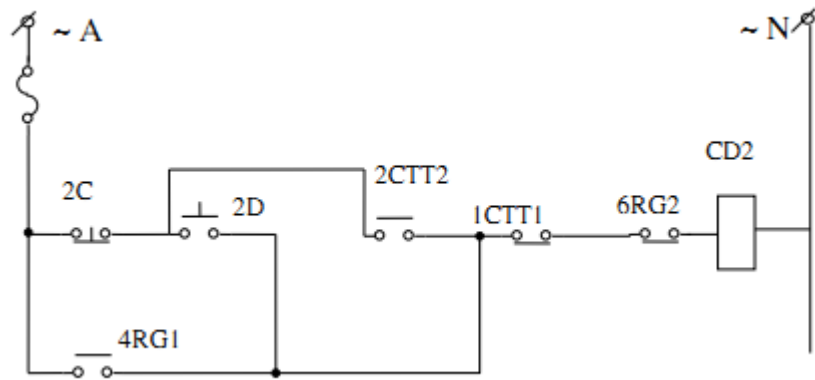 ~ A
~ N
CD2
2C
2D
2CTT2
1CTT1
6RG2
4RG1